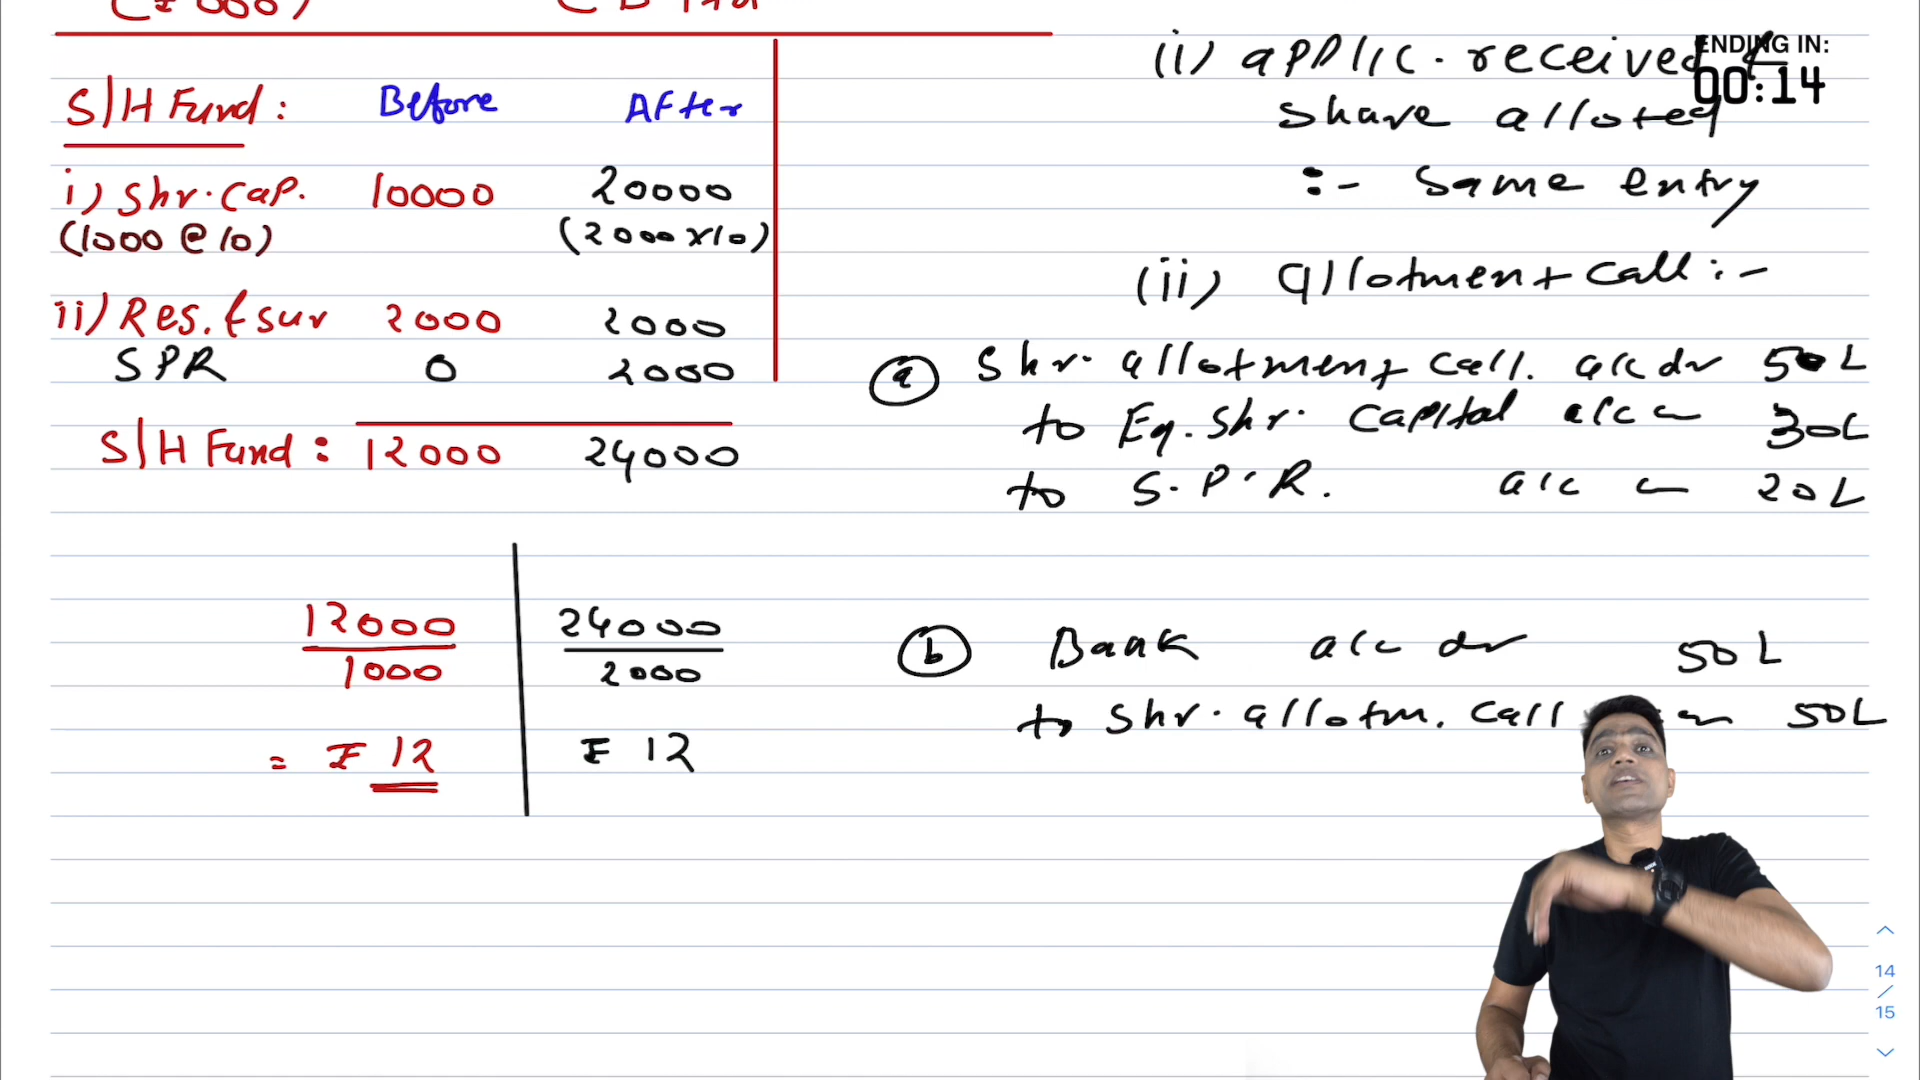 S/H Fund: Before After
i) Shr. Cap. 10000 20000
(1000 @ 10) (2000 x 10)
ii) Res. & sur 2000 2000
SPR 0 2000
S/H Fund: 12000 24000
12000 24000
1000 2000
= ₹ 12 ₹ 12
(ii) applic. received &
share alloted
:- Same entry
(ii) allotment call :-
(a) Shr. allotment call. a/c dr 50L
to Eq. Shr. Capital a/c 30L
to S.P.R. a/c 20L
(b) Bank a/c dr 50L
to Shr. allotm. call 50L
ENDING IN:
00:14
14
/
15